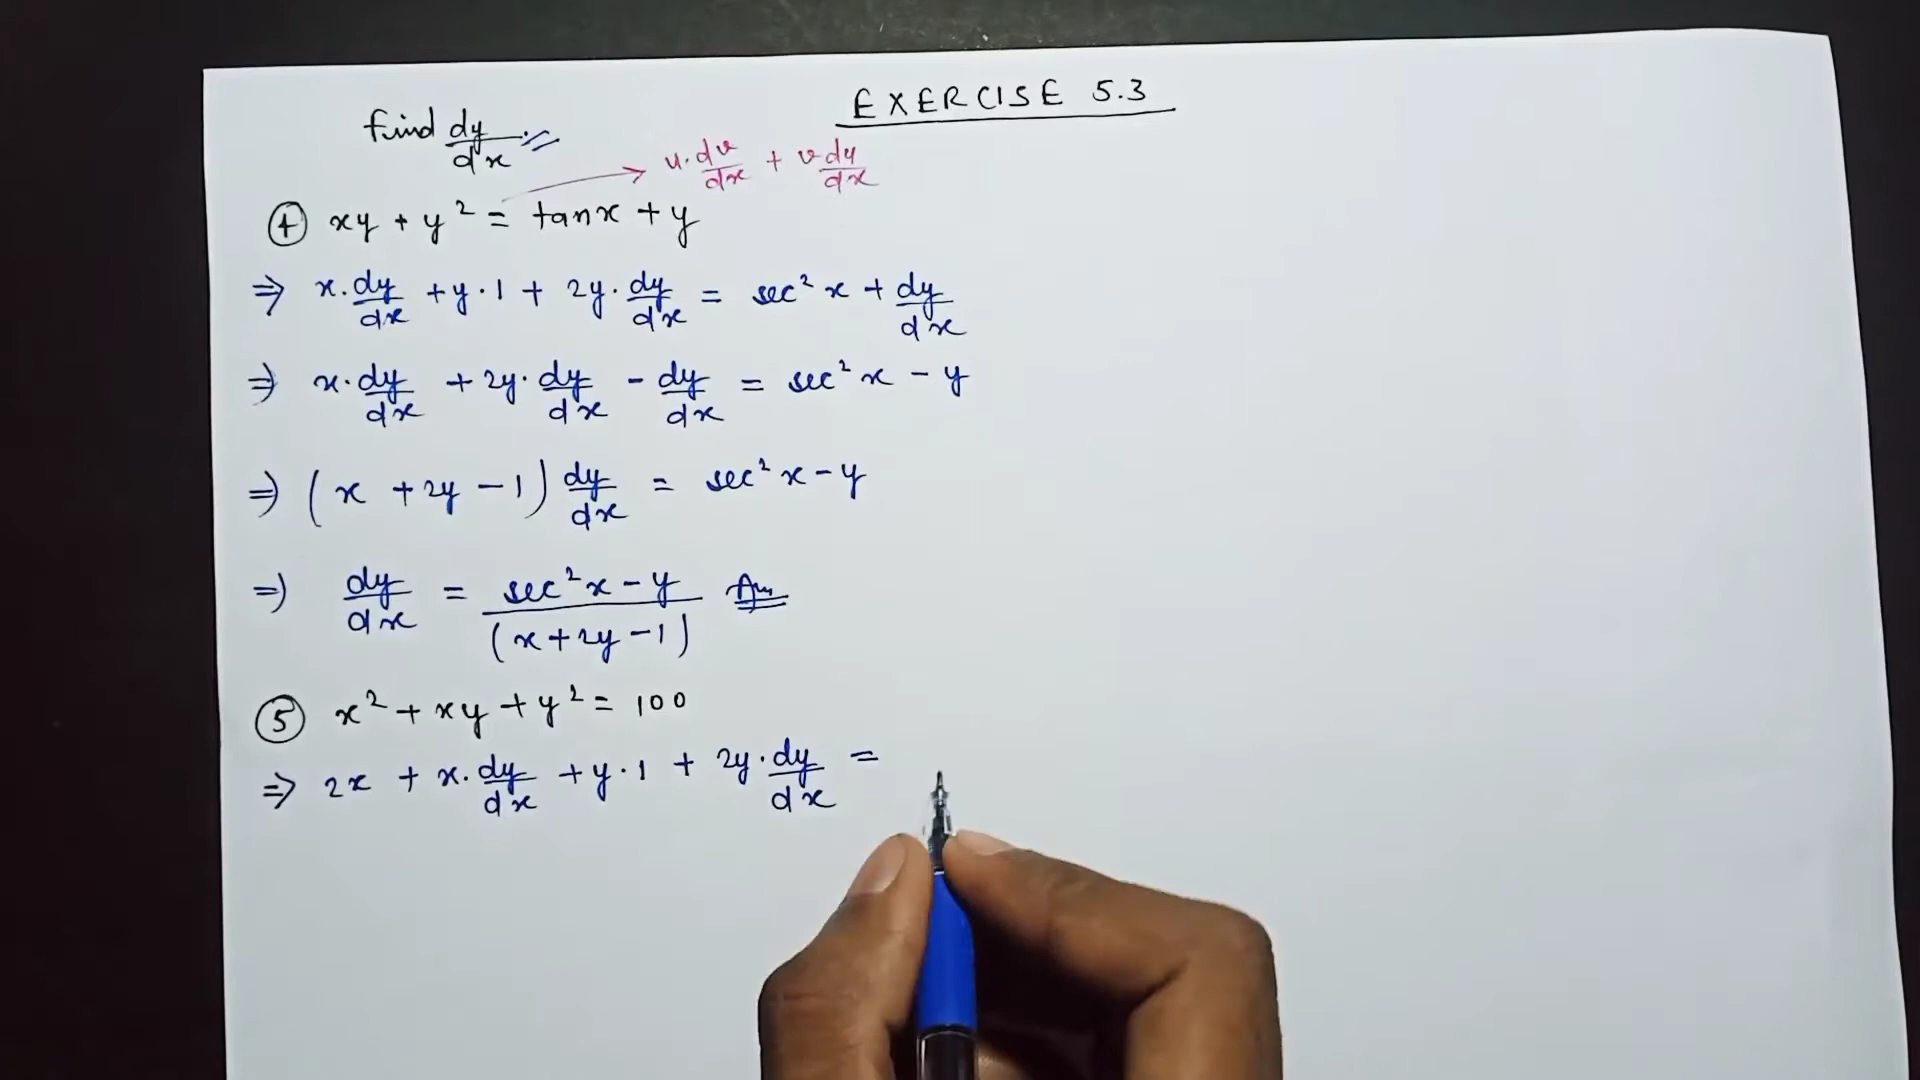 EXERCISE 5.3
find dy/dx
u·dv/dx + v du/dx
④ xy + y² = tanx + y
⇒ x·dy/dx + y·1 + 2y·dy/dx = sec²x + dy/dx
⇒ x·dy/dx + 2y·dy/dx - dy/dx = sec²x - y
⇒ (x + 2y - 1) dy/dx = sec²x - y
⇒ dy/dx = sec²x - y / (x + 2y - 1) Ans
⑤ x² + xy + y² = 100
⇒ 2x + x·dy/dx + y·1 + 2y·dy/dx =